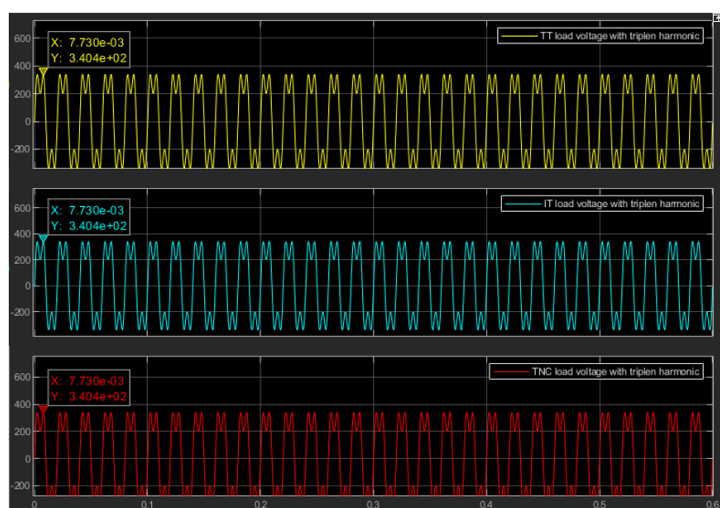 TT load voltage with triplen harmonic
X: 7.730e-03
Y: 3.404e+02
600
400
200
0
-200
IT load voltage with triplen harmonic
X: 7.730e-03
Y: 3.404e+02
600
400
200
0
-200
TNC load voltage with triplen harmonic
X: 7.730e-03
Y: 3.404e+02
600
400
200
0
-200
0 0.1 0.2 0.3 0.4 0.5 0.6